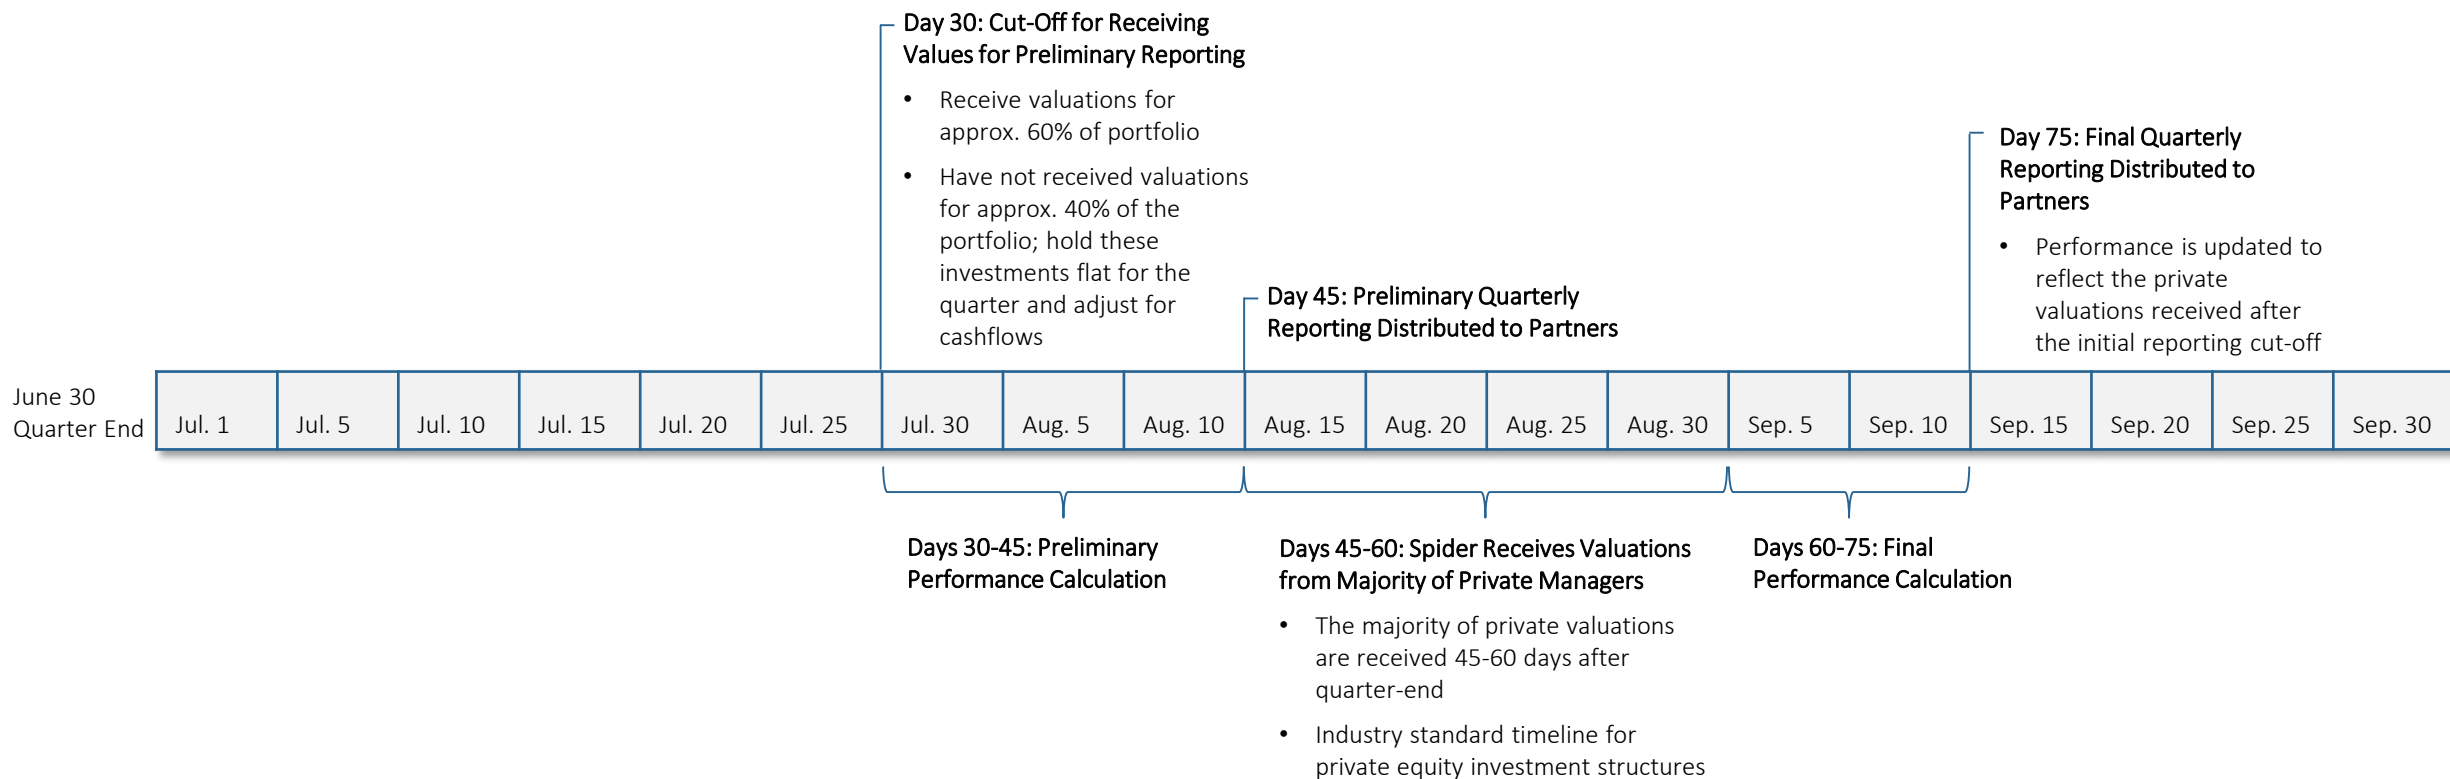 Day 30: Cut-Off for Receiving
Values for Preliminary Reporting
• Receive valuations for
approx. 60% of portfolio
• Have not received valuations
for approx. 40% of the
portfolio; hold these
investments flat for the
quarter and adjust for
cashflows
Day 45: Preliminary Quarterly
Reporting Distributed to Partners
Day 75: Final Quarterly
Reporting Distributed to
Partners
• Performance is updated to
reflect the private
valuations received after
the initial reporting cut-off
June 30
Quarter End
Jul. 1 Jul. 5 Jul. 10 Jul. 15 Jul. 20 Jul. 25 Jul. 30 Aug. 5 Aug. 10 Aug. 15 Aug. 20 Aug. 25 Aug. 30 Sep. 5 Sep. 10 Sep. 15 Sep. 20 Sep. 25 Sep. 30
Days 30-45: Preliminary
Performance Calculation
Days 45-60: Spider Receives Valuations
from Majority of Private Managers
• The majority of private valuations
are received 45-60 days after
quarter-end
• Industry standard timeline for
private equity investment structures
Days 60-75: Final
Performance Calculation